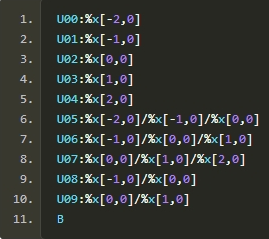 1. U00:%x[-2,0]
2. U01:%x[-1,0]
3. U02:%x[0,0]
4. U03:%x[1,0]
5. U04:%x[2,0]
6. U05:%x[-2,0]/%x[-1,0]/%x[0,0]
7. U06:%x[-1,0]/%x[0,0]/%x[1,0]
8. U07:%x[0,0]/%x[1,0]/%x[2,0]
9. U08:%x[-1,0]/%x[0,0]
10. U09:%x[0,0]/%x[1,0]
11. B